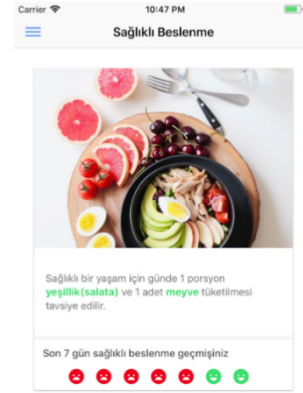 Carrier 10:47 PM
Sağlıklı Beslenme
Sağlıklı bir yaşam için günde 1 porsyon
yeşillik(salata) ve 1 adet meyve tüketilmesi
tavsiye edilir.
Son 7 gün sağlıklı beslenme geçmişiniz